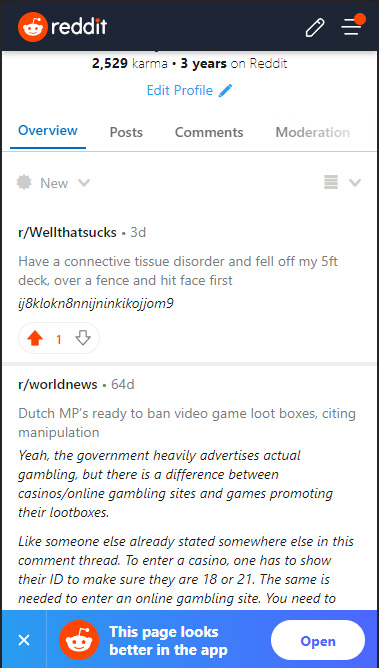 reddit
2,529 karma • 3 years on Reddit
Edit Profile
Overview Posts Comments Moderation
New
r/Wellthatsucks • 3d
Have a connective tissue disorder and fell off my 5ft
deck, over a fence and hit face first
ij8klokn8nnijninkikojjom9
1
r/worldnews • 64d
Dutch MP's ready to ban video game loot boxes, citing
manipulation
Yeah, the government heavily advertises actual
gambling, but there is a difference between
casinos/online gambling sites and games promoting
their lootboxes.
Like someone else already stated somewhere else in this
comment thread. To enter a casino, one has to show
their ID to make sure they are 18 or 21. The same is
needed to enter an online gambling site. You need to
This page looks
better in the app
Open